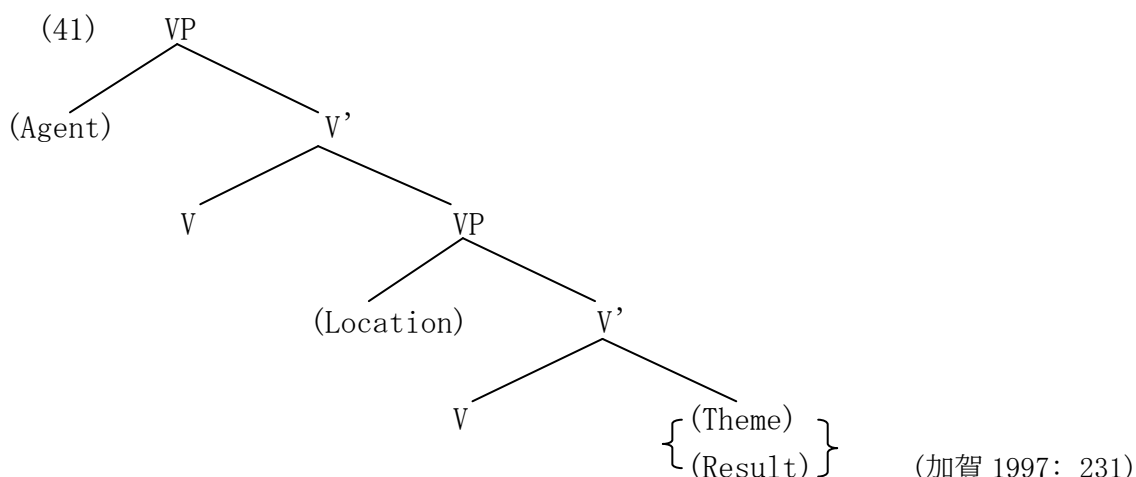 (41) VP
(Agent) V’
V VP
(Location) V’
V (Theme)
(Result) (加賀 1997: 231)